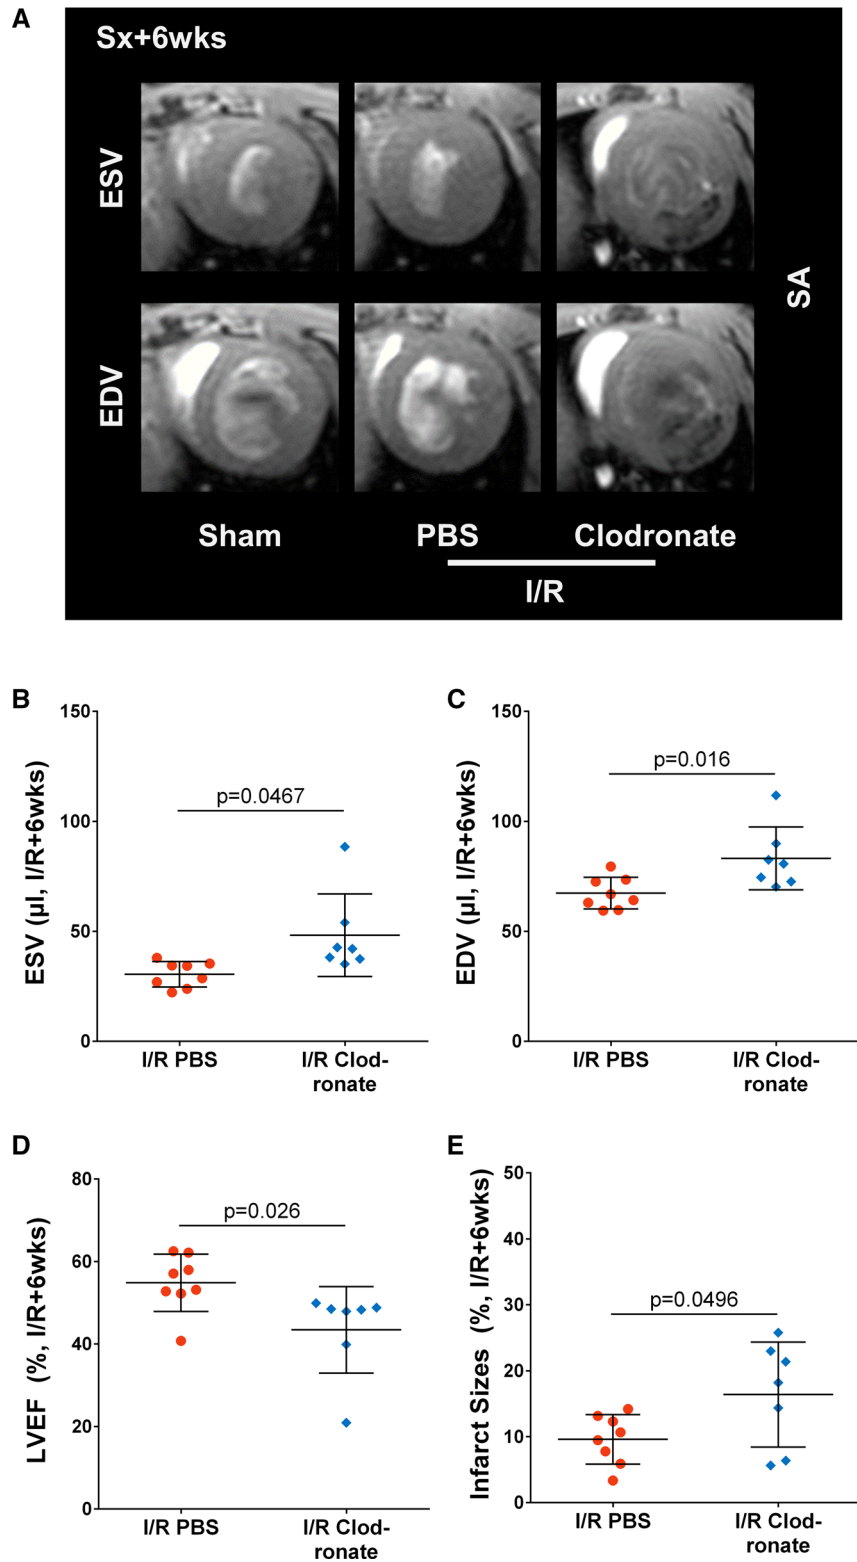 A
Sx+6wks
ESV
SA
EDV
Sham
PBS
Clodronate
I/R
B
150
100
50
0
ESV (µl, I/R+6wks)
p=0.0467
I/R PBS
I/R Clod-
ronate
C
150
100
50
0
EDV (µl, I/R+6wks)
p=0.016
I/R PBS
I/R Clod-
ronate
D
80
60
40
20
0
LVEF (%, I/R+6wks)
p=0.026
I/R PBS
I/R Clod-
ronate
E
50
40
30
20
10
0
Infarct Sizes (%, I/R+6wks)
p=0.0496
I/R PBS
I/R Clod-
ronate